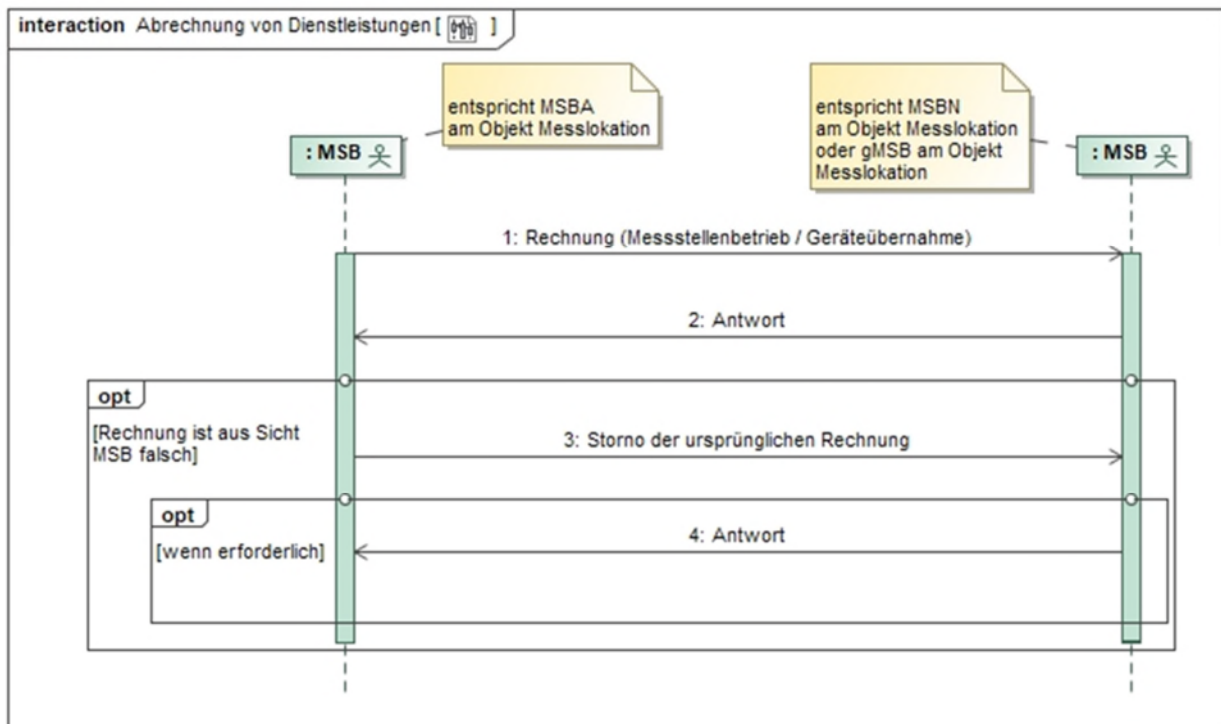 interaction Abrechnung von Dienstleistungen [ ]
entspricht MSBA
am Objekt Messlokation
entspricht MSBN
am Objekt Messlokation
oder gMSB am Objekt
Messlokation
: MSB
: MSB
1: Rechnung (Messstellenbetrieb / Geräteübernahme)
2: Antwort
opt
[Rechnung ist aus Sicht
MSB falsch]
3: Storno der ursprünglichen Rechnung
opt
[wenn erforderlich]
4: Antwort